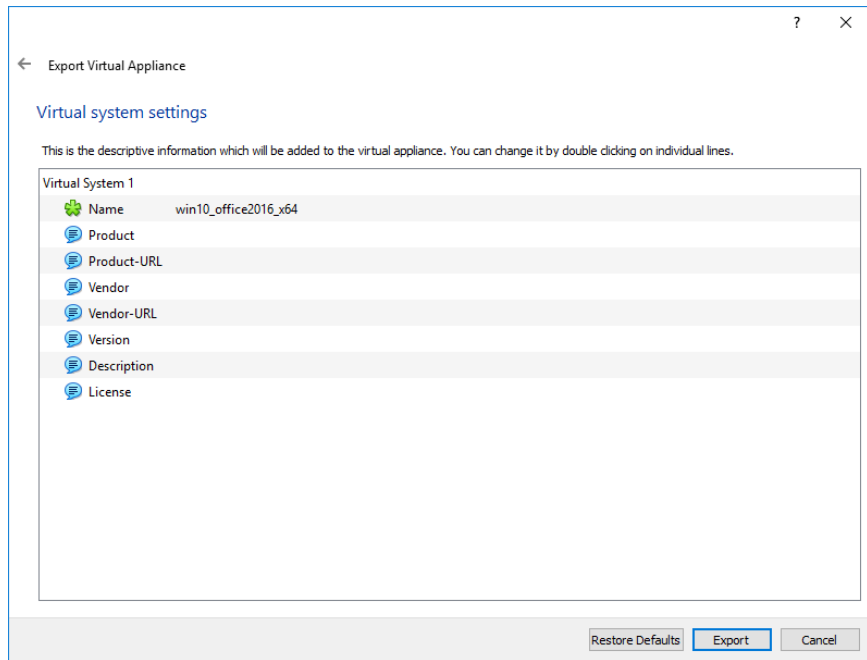 ?
Export Virtual Appliance
Virtual system settings
This is the descriptive information which will be added to the virtual appliance. You can change it by double clicking on individual lines.
Virtual System 1
Name win10_office2016_x64
Product
Product-URL
Vendor
Vendor-URL
Version
Description
License
Restore Defaults Export Cancel